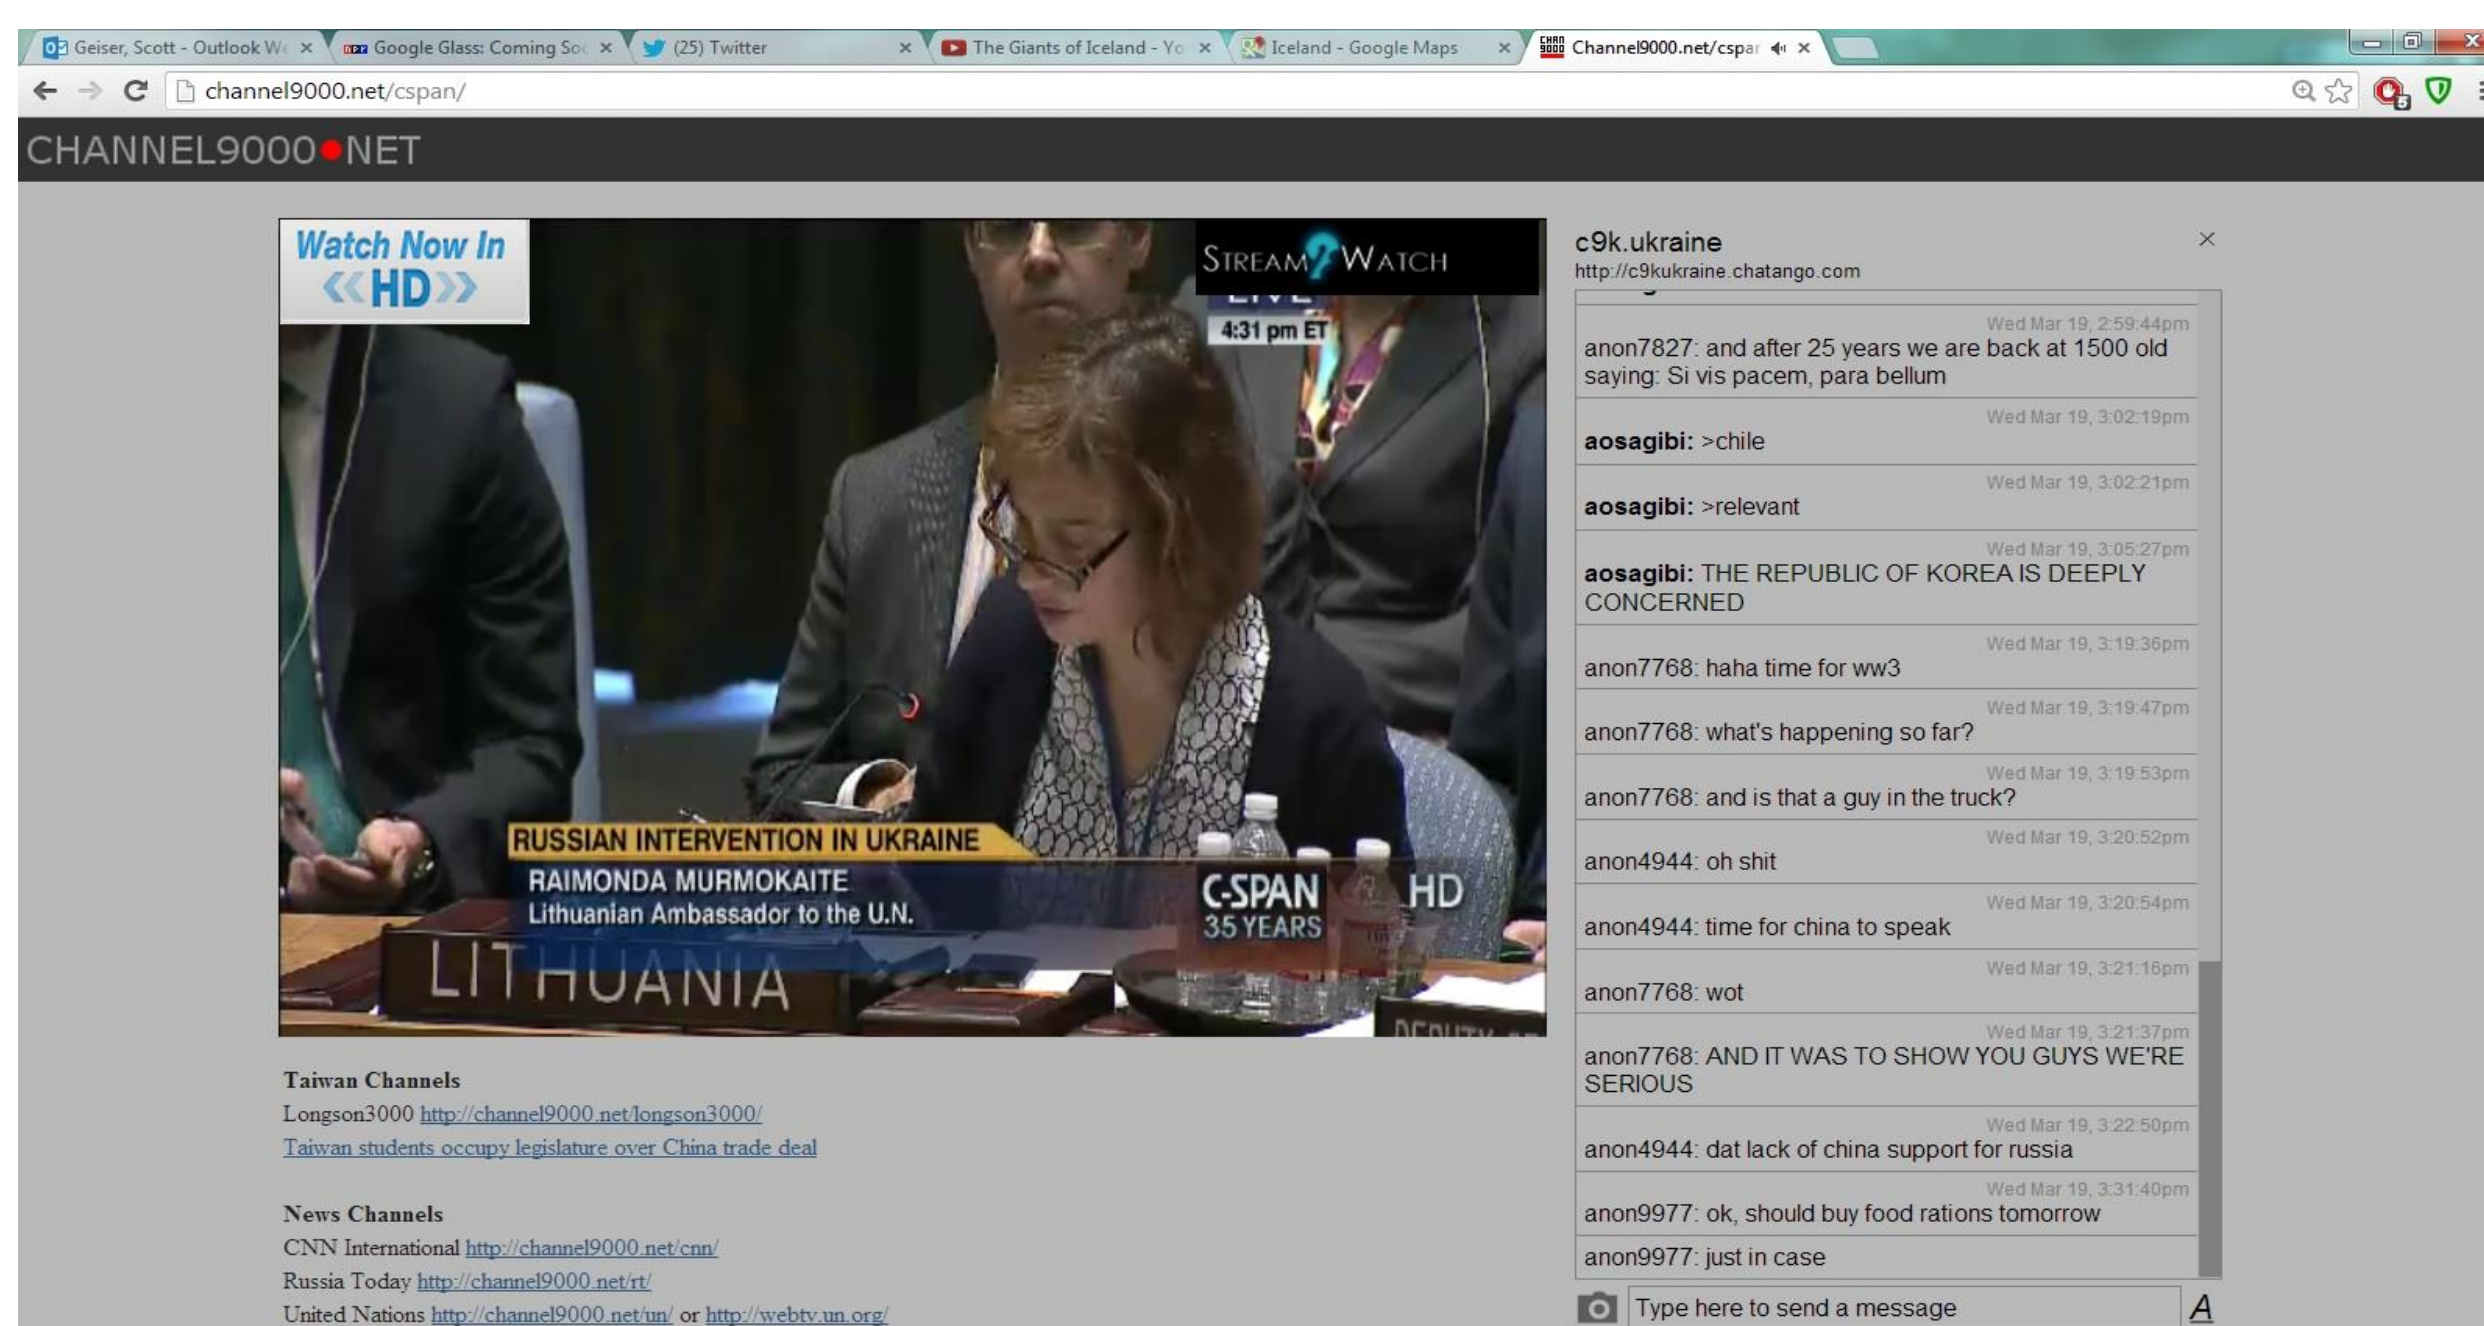 Geiser, Scott - Outlook We
Google Glass: Coming Soo
(25) Twitter
The Giants of Iceland - Yo
Iceland - Google Maps
Channel9000.net/cspan
channel9000.net/cspan/
CHANNEL9000●NET
Watch Now In
<<HD>>
STREAM2WATCH
LIVE
4:31 pm ET
RUSSIAN INTERVENTION IN UKRAINE
RAIMONDA MURMOKAITE
Lithuanian Ambassador to the U.N.
C-SPAN HD
35 YEARS
LITHUANIA
c9k.ukraine
http://c9kukraine.chatango.com
Wed Mar 19, 2:59:44pm
anon7827: and after 25 years we are back at 1500 old
saying: Si vis pacem, para bellum
Wed Mar 19, 3:02:19pm
aosagibi: >chile
Wed Mar 19, 3:02:21pm
aosagibi: >relevant
Wed Mar 19, 3:05:27pm
aosagibi: THE REPUBLIC OF KOREA IS DEEPLY
CONCERNED
Wed Mar 19, 3:19:36pm
anon7768: haha time for ww3
Wed Mar 19, 3:19:47pm
anon7768: what's happening so far?
Wed Mar 19, 3:19:53pm
anon7768: and is that a guy in the truck?
Wed Mar 19, 3:20:52pm
anon4944: oh shit
Wed Mar 19, 3:20:54pm
anon4944: time for china to speak
Wed Mar 19, 3:21:16pm
anon7768: wot
Wed Mar 19, 3:21:37pm
anon7768: AND IT WAS TO SHOW YOU GUYS WE'RE
SERIOUS
Wed Mar 19, 3:22:50pm
anon4944: dat lack of china support for russia
Wed Mar 19, 3:31:40pm
anon9977: ok, should buy food rations tomorrow
anon9977: just in case
Type here to send a message
A
Taiwan Channels
Longson3000 http://channel9000.net/longson3000/
Taiwan students occupy legislature over China trade deal
News Channels
CNN International http://channel9000.net/cnn/
Russia Today http://channel9000.net/rt/
United Nations http://channel9000.net/un/ or http://webtv.un.org/